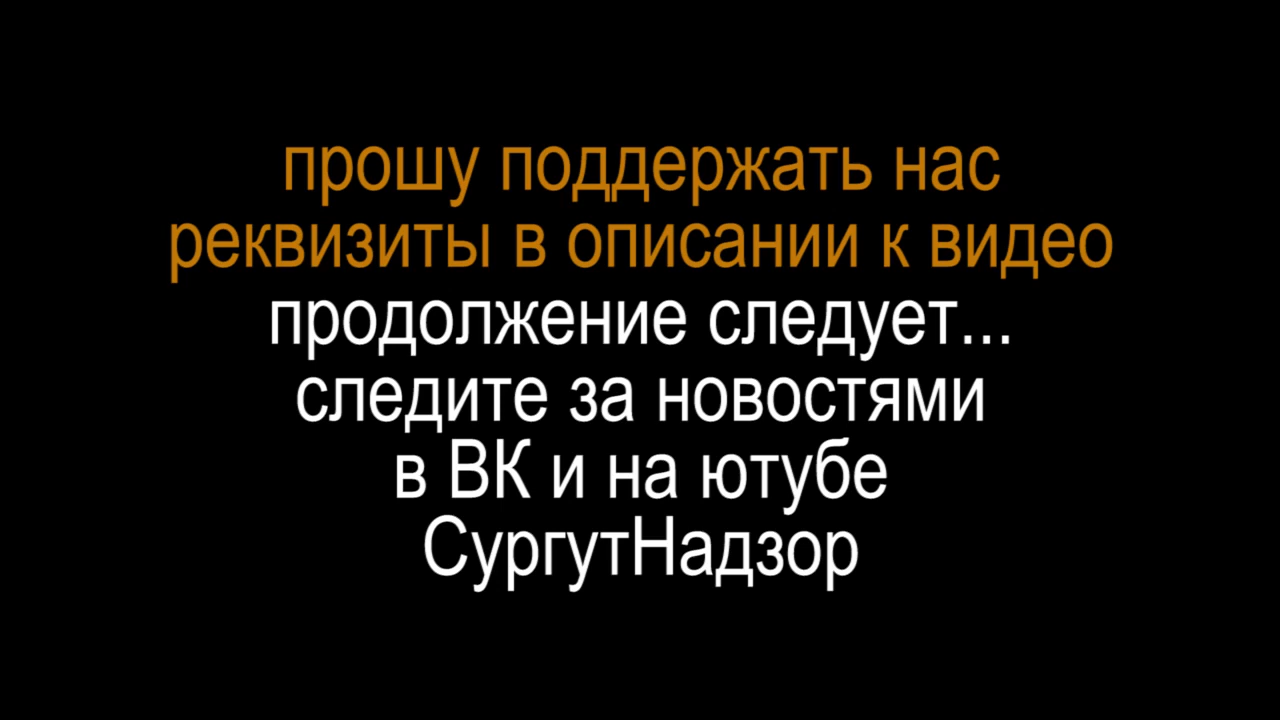 прошу поддержать нас
реквизиты в описании к видео
продолжение следует...
следите за новостями
в ВК и на ютубе
СургутНадзор